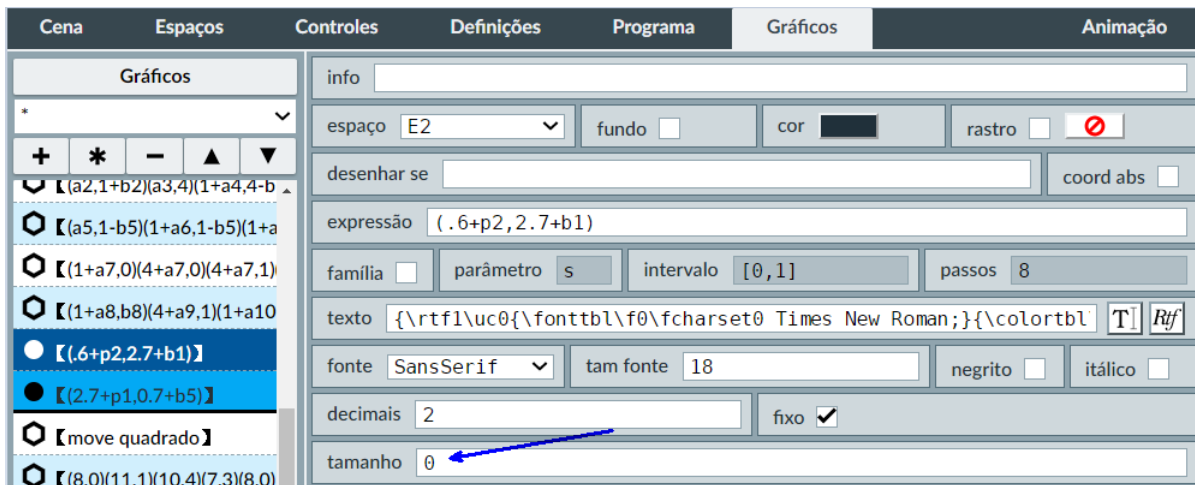 Cena Espaços Controles Definições Programa Gráficos Animação
Gráficos
*
+ * − ▲ ▼
【(a2,1+b2)(a3,4)(1+a4,4-b
【(a5,1-b5)(1+a6,1-b5)(1+a
【(1+a7,0)(4+a7,0)(4+a7,1)
【(1+a8,b8)(4+a9,1)(1+a10
【(.6+p2,2.7+b1)】
【(2.7+p1,0.7+b5)】
【move quadrado】
【(8,0)(11,1)(10,4)(7,3)(8,0)
info
espaço E2 fundo cor rastro
desenhar se coord abs
expressão (.6+p2,2.7+b1)
família parâmetro s intervalo [0,1] passos 8
texto {\rtf1\uc0{\fonttbl\f0\fcharset0 Times New Roman;}{\colortbl T Rtf
fonte SansSerif tam fonte 18 negrito itálico
decimais 2 fixo
tamanho 0